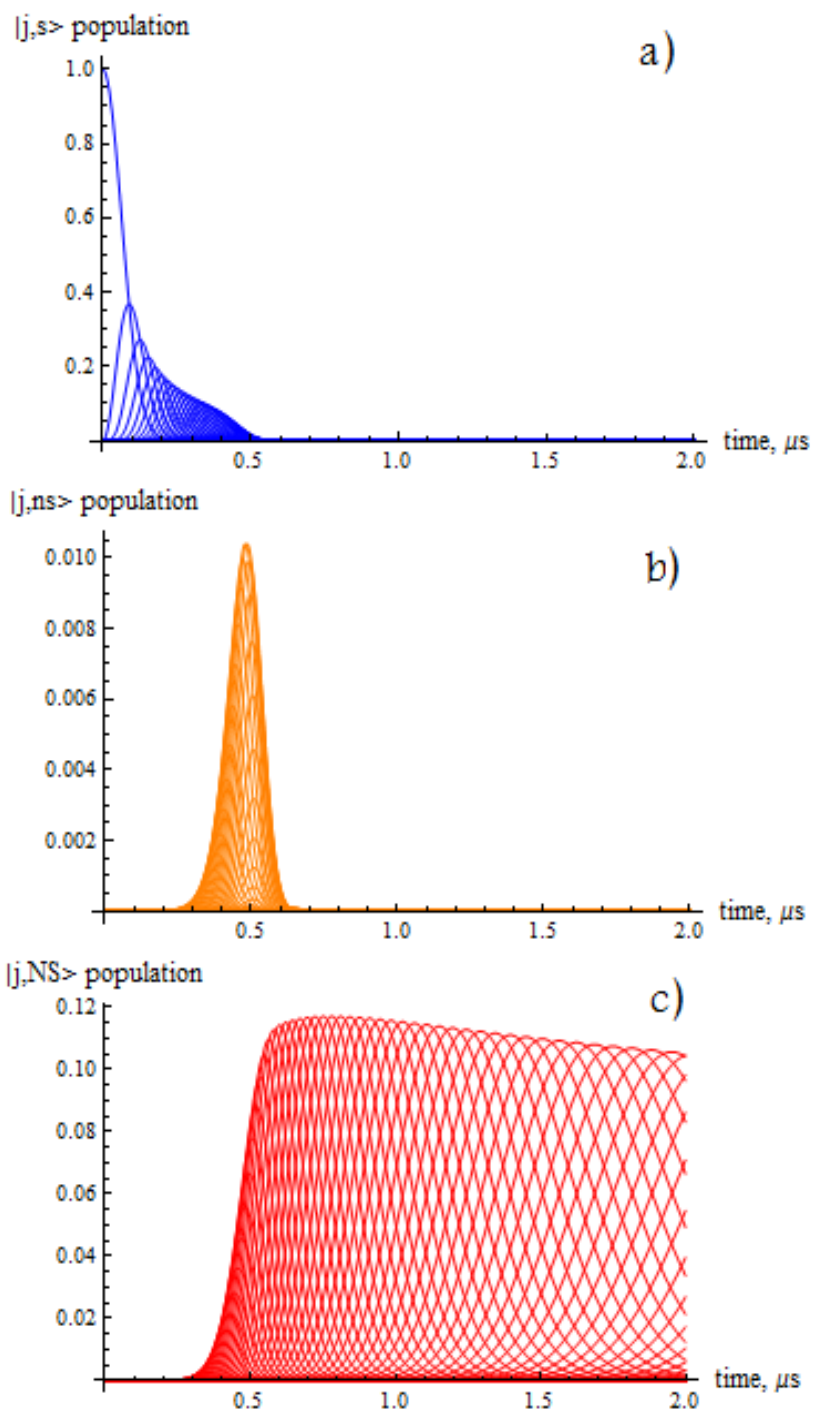 |j,s> population
a)
1.0
0.8
0.6
0.4
0.2
0.5 1.0 1.5 2.0
time, μs
|j,ns> population
b)
0.010
0.008
0.006
0.004
0.002
0.5 1.0 1.5 2.0
time, μs
|j,NS> population
c)
0.12
0.10
0.08
0.06
0.04
0.02
0.5 1.0 1.5 2.0
time, μs